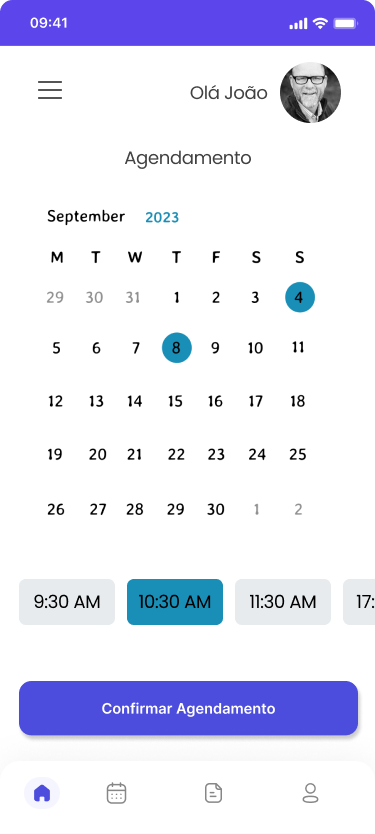 09:41
Olá João
Agendamento
September 2023
M T W T F S S
29 30 31 1 2 3 4
5 6 7 8 9 10 11
12 13 14 15 16 17 18
19 20 21 22 23 24 25
26 27 28 29 30 1 2
9:30 AM 10:30 AM 11:30 AM 17:
Confirmar Agendamento